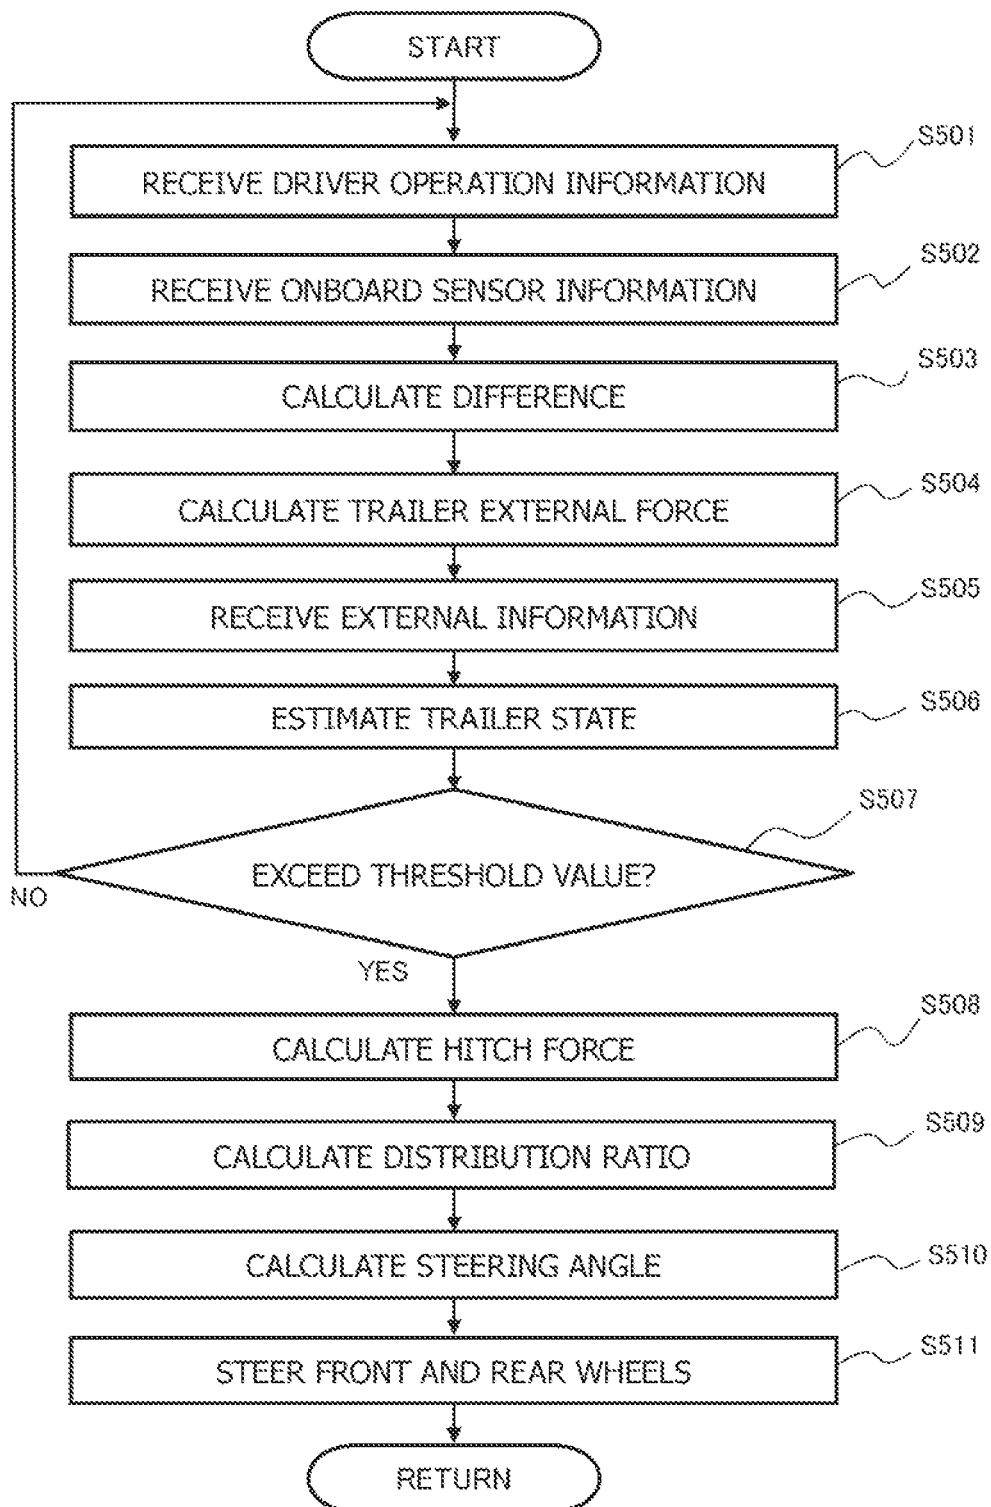 START
S501
RECEIVE DRIVER OPERATION INFORMATION
S502
RECEIVE ONBOARD SENSOR INFORMATION
S503
CALCULATE DIFFERENCE
S504
CALCULATE TRAILER EXTERNAL FORCE
S505
RECEIVE EXTERNAL INFORMATION
S506
ESTIMATE TRAILER STATE
S507
EXCEED THRESHOLD VALUE?
NO
YES
S508
CALCULATE HITCH FORCE
S509
CALCULATE DISTRIBUTION RATIO
S510
CALCULATE STEERING ANGLE
S511
STEER FRONT AND REAR WHEELS
RETURN